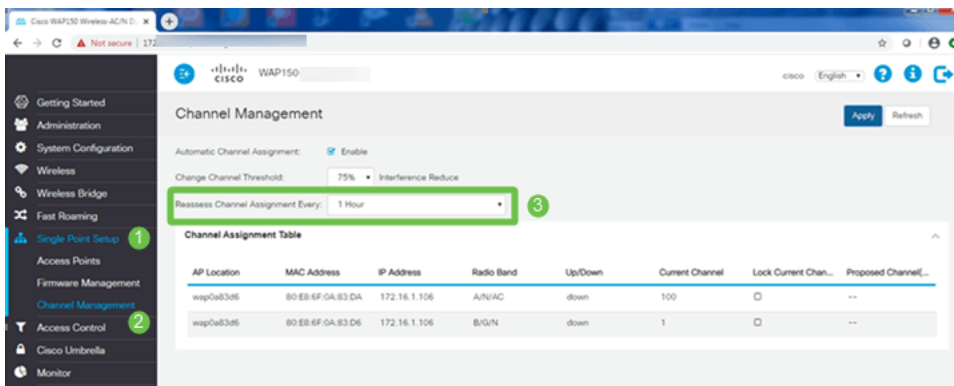 Cisco WAP150 Wireless-AC/N D
Not secure | 172
cisco WAP150
cisco English
Getting Started
Administration
System Configuration
Wireless
Wireless Bridge
Fast Roaming
Single Point Setup 1
Access Points
Firmware Management
Channel Management
2
Access Control
Cisco Umbrella
Monitor
Channel Management
Apply Refresh
Automatic Channel Assignment: Enable
Change Channel Threshold: 75% Interference Reduce
Reassess Channel Assignment Every: 1 Hour 3
Channel Assignment Table
AP Location MAC Address IP Address Radio Band Up/Down Current Channel Lock Current Chan... Proposed Channel(...
wap0a83d6 80:E8:6F:0A:83:DA 172.16.1.106 A/N/AC down 100 --
wap0a83d6 80:E8:6F:0A:83:D6 172.16.1.106 B/G/N down 1 --